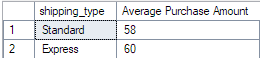 shipping_type Average Purchase Amount
1 Standard 58
2 Express 60